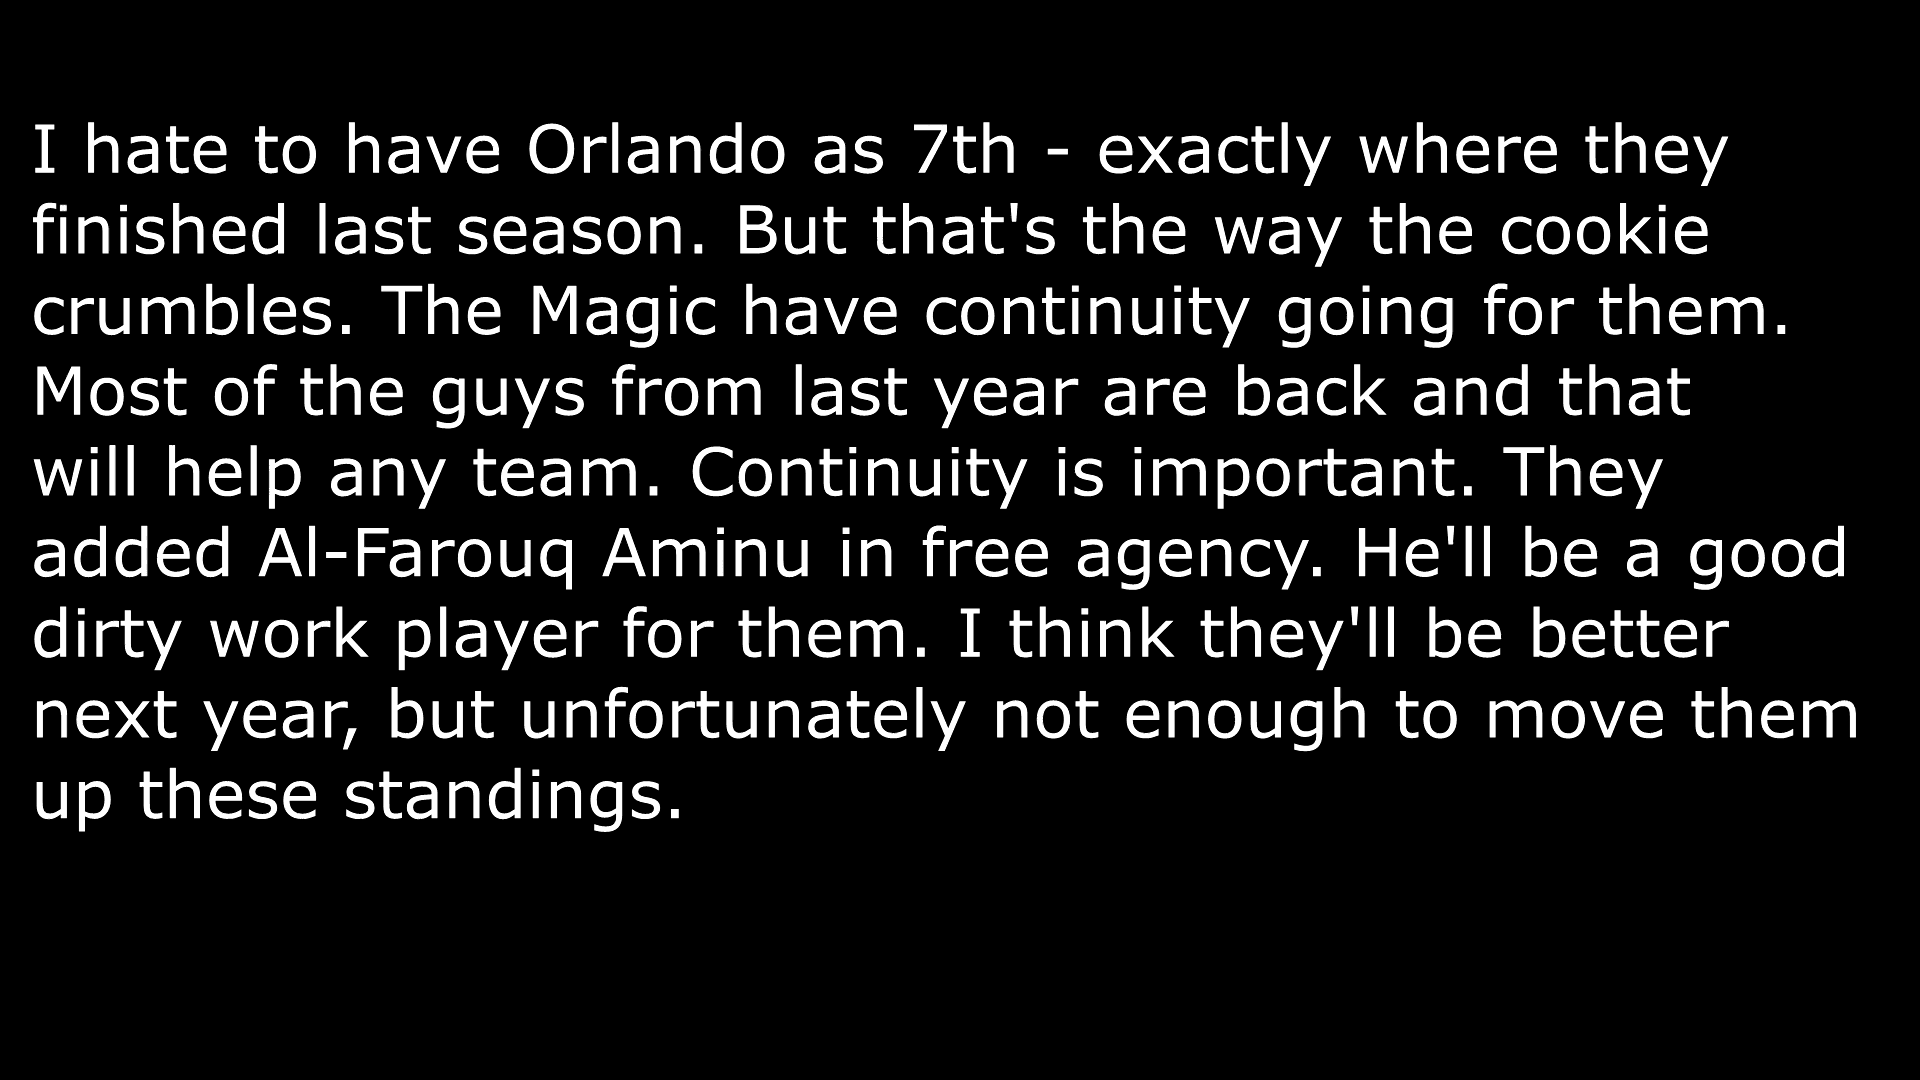 I hate to have Orlando as 7th - exactly where they
finished last season. But that's the way the cookie
crumbles. The Magic have continuity going for them.
Most of the guys from last year are back and that
will help any team. Continuity is important. They
added Al-Farouq Aminu in free agency. He'll be a good
dirty work player for them. I think they'll be better
next year, but unfortunately not enough to move them
up these standings.